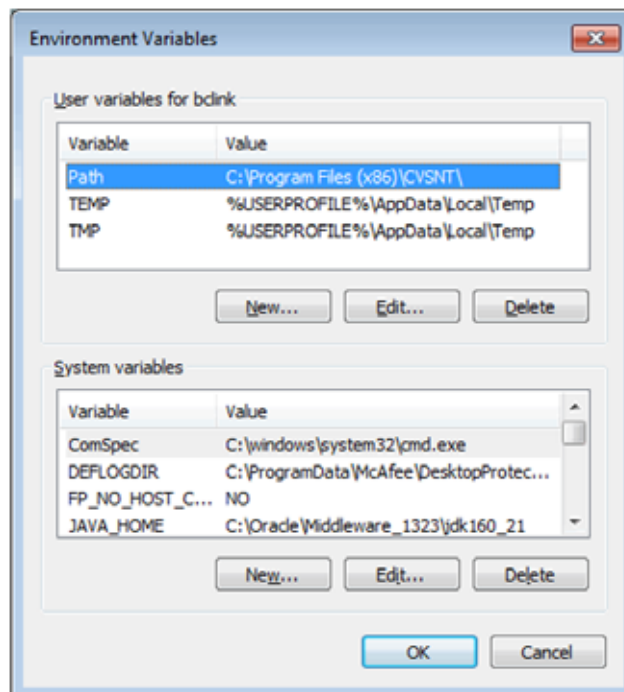 Environment Variables
User variables for bclink
Variable Value
Path C:\Program Files (x86)\CVSNT\
TEMP %USERPROFILE%\AppData\Local\Temp
TMP %USERPROFILE%\AppData\Local\Temp
New... Edit... Delete
System variables
Variable Value
ComSpec C:\windows\system32\cmd.exe
DEFLOGDIR C:\ProgramData\McAfee\DesktopProtec...
FP_NO_HOST_C... NO
JAVA_HOME C:\Oracle\Middleware_1323\jdk160_21
New... Edit... Delete
OK Cancel